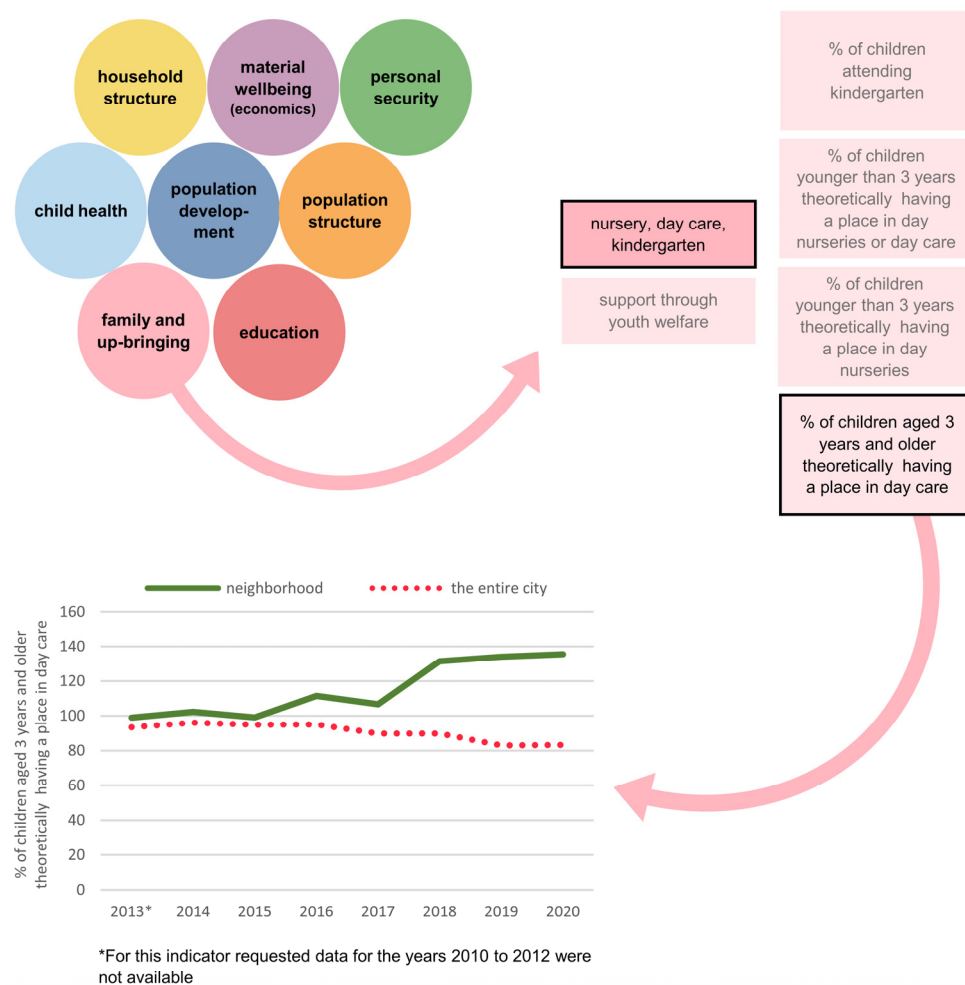 household
structure
material
wellbeing
(economics)
personal
security
child health
population
develop-
ment
population
structure
family and
up-bringing
education
nursery, day care,
kindergarten
support through
youth welfare
% of children
attending
kindergarten
% of children
younger than 3 years
theoretically having
a place in day
nurseries or day care
% of children
younger than 3 years
theoretically having
a place in day
nurseries
% of children aged 3
years and older
theoretically having
a place in day care
neighborhood
the entire city
% of children aged 3 years and older
theoretically having a place in day care
160
140
120
100
80
60
40
20
0
2013* 2014 2015 2016 2017 2018 2019 2020
*For this indicator requested data for the years 2010 to 2012 were
not available